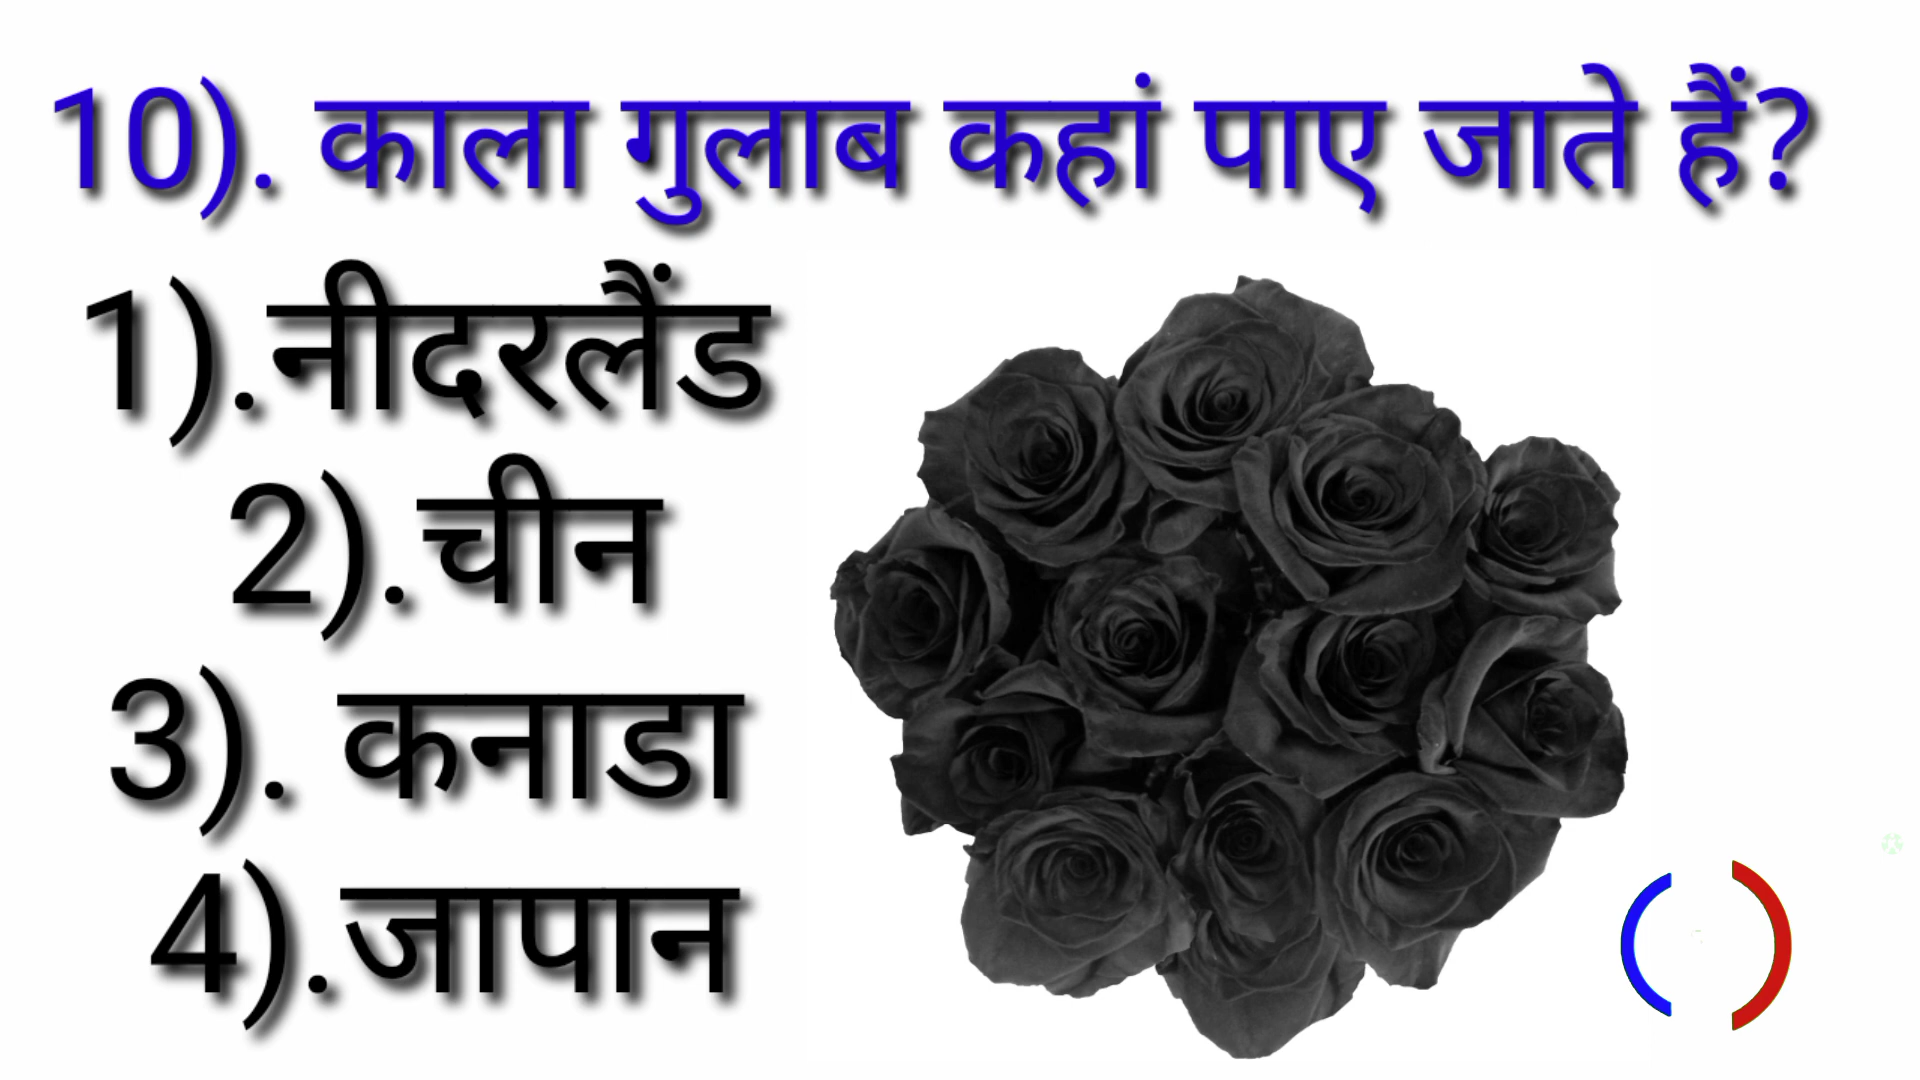 10). काला गुलाब कहां पाए जाते हैं?
1).नीदरलैंड
2).चीन
3). कनाडा
4).जापान